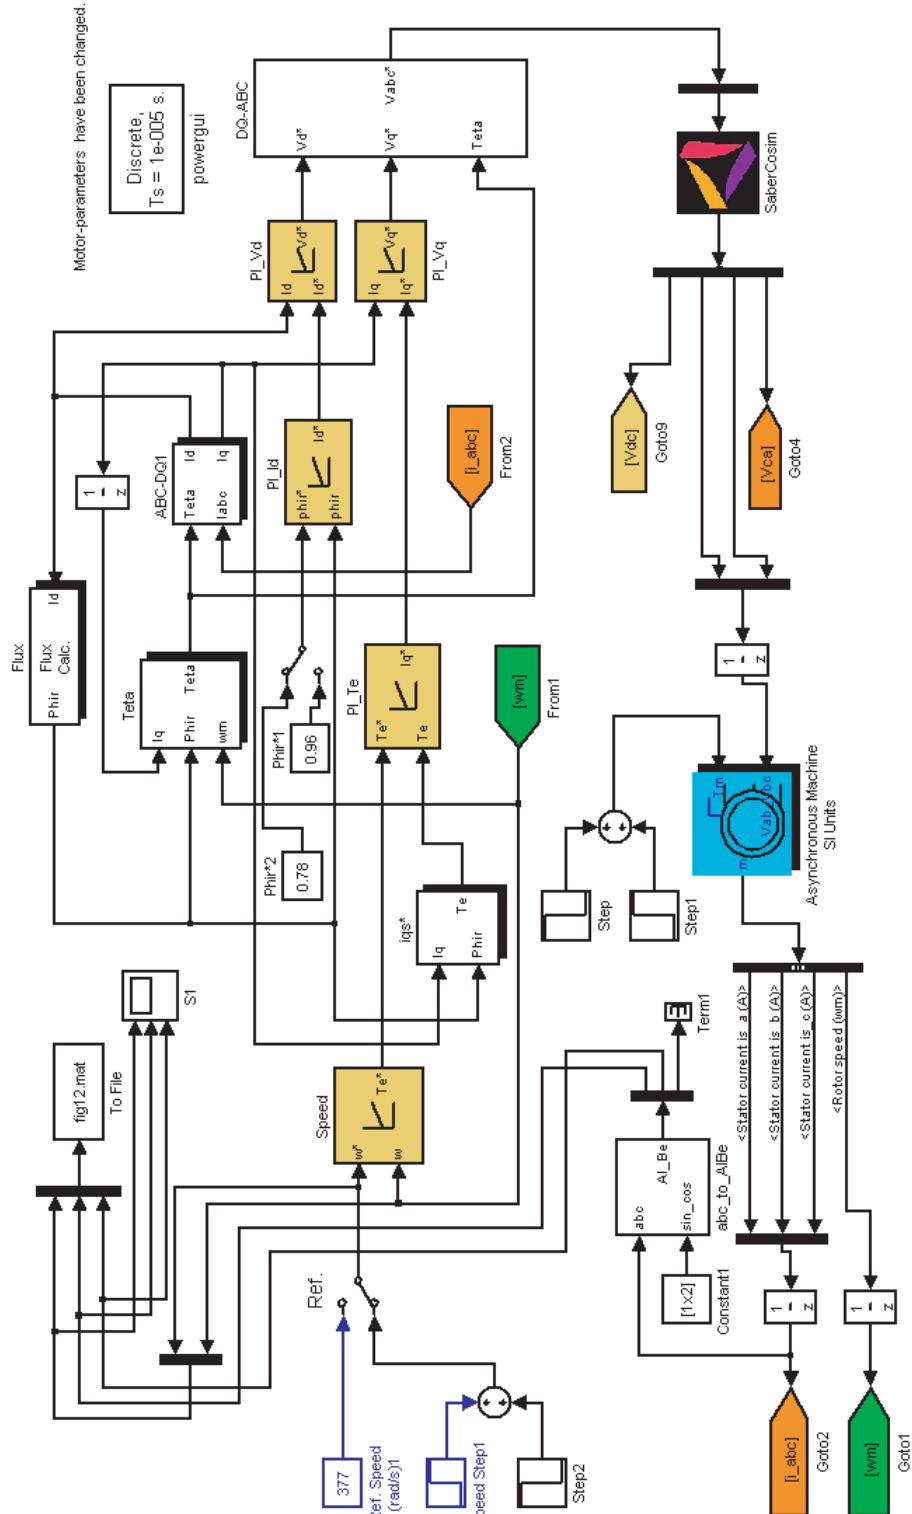 Motor-parameters have been changed.
Discrete,
Ts = 1e-005 s.
powergui
fig12.mat
To File
S1
Flux
Phir
Flux
Calc.
Id
Teta
Iq
Phir
wm
Teta
1
z
ABC-DQ1
Teta
Iabc
Id
Iq
PI_Vd
Id
Id*
Vd*
DQ-ABC
Vd*
Vq*
Teta
Vabc*
Phir*2
0.78
Phir*1
0.96
PI_Id
phir*
phir
Id*
PI_Vq
Iq
Iq*
Vq*
Ref.
377
ef. Speed
(rad/s)1
peed Step1
Step2
Speed
w*
w
Te*
iqs*
Iq
Phir
Te
PI_Te
Te*
Te
Iq*
[i_abc]
From2
[wm]
From1
abc
sin_cos
Al_Be
abc_to_AlBe
[1x2]
Constant1
Term1
Step
Step1
m
Tm
Vabc
Asynchronous Machine
SI Units
1
z
[Vdc]
Goto9
[Vca]
Goto4
SaberCosim
<Stator current is_a (A)>
<Stator current is_b (A)>
<Stator current is_c (A)>
<Rotor speed (wm)>
1
z
1
z
[i_abc]
Goto2
[wm]
Goto1